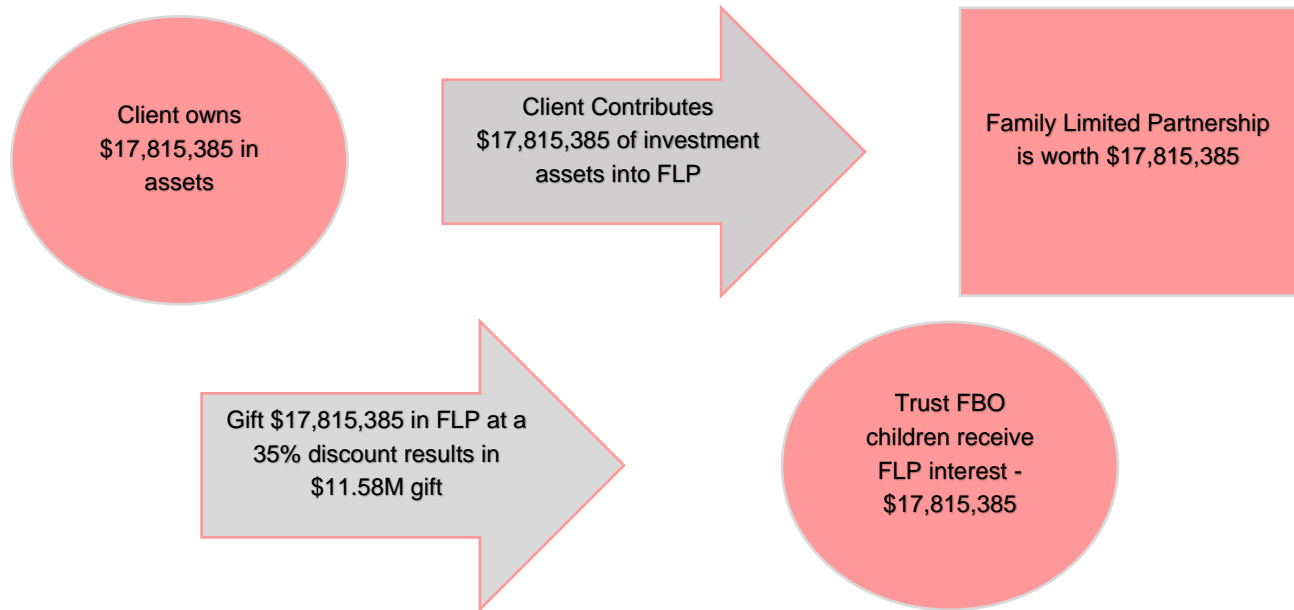 Client owns
$17,815,385 in
assets
Client Contributes
$17,815,385 of investment
assets into FLP
Family Limited Partnership
is worth $17,815,385
Gift $17,815,385 in FLP at a
35% discount results in
$11.58M gift
Trust FBO
children receive
FLP interest -
$17,815,385